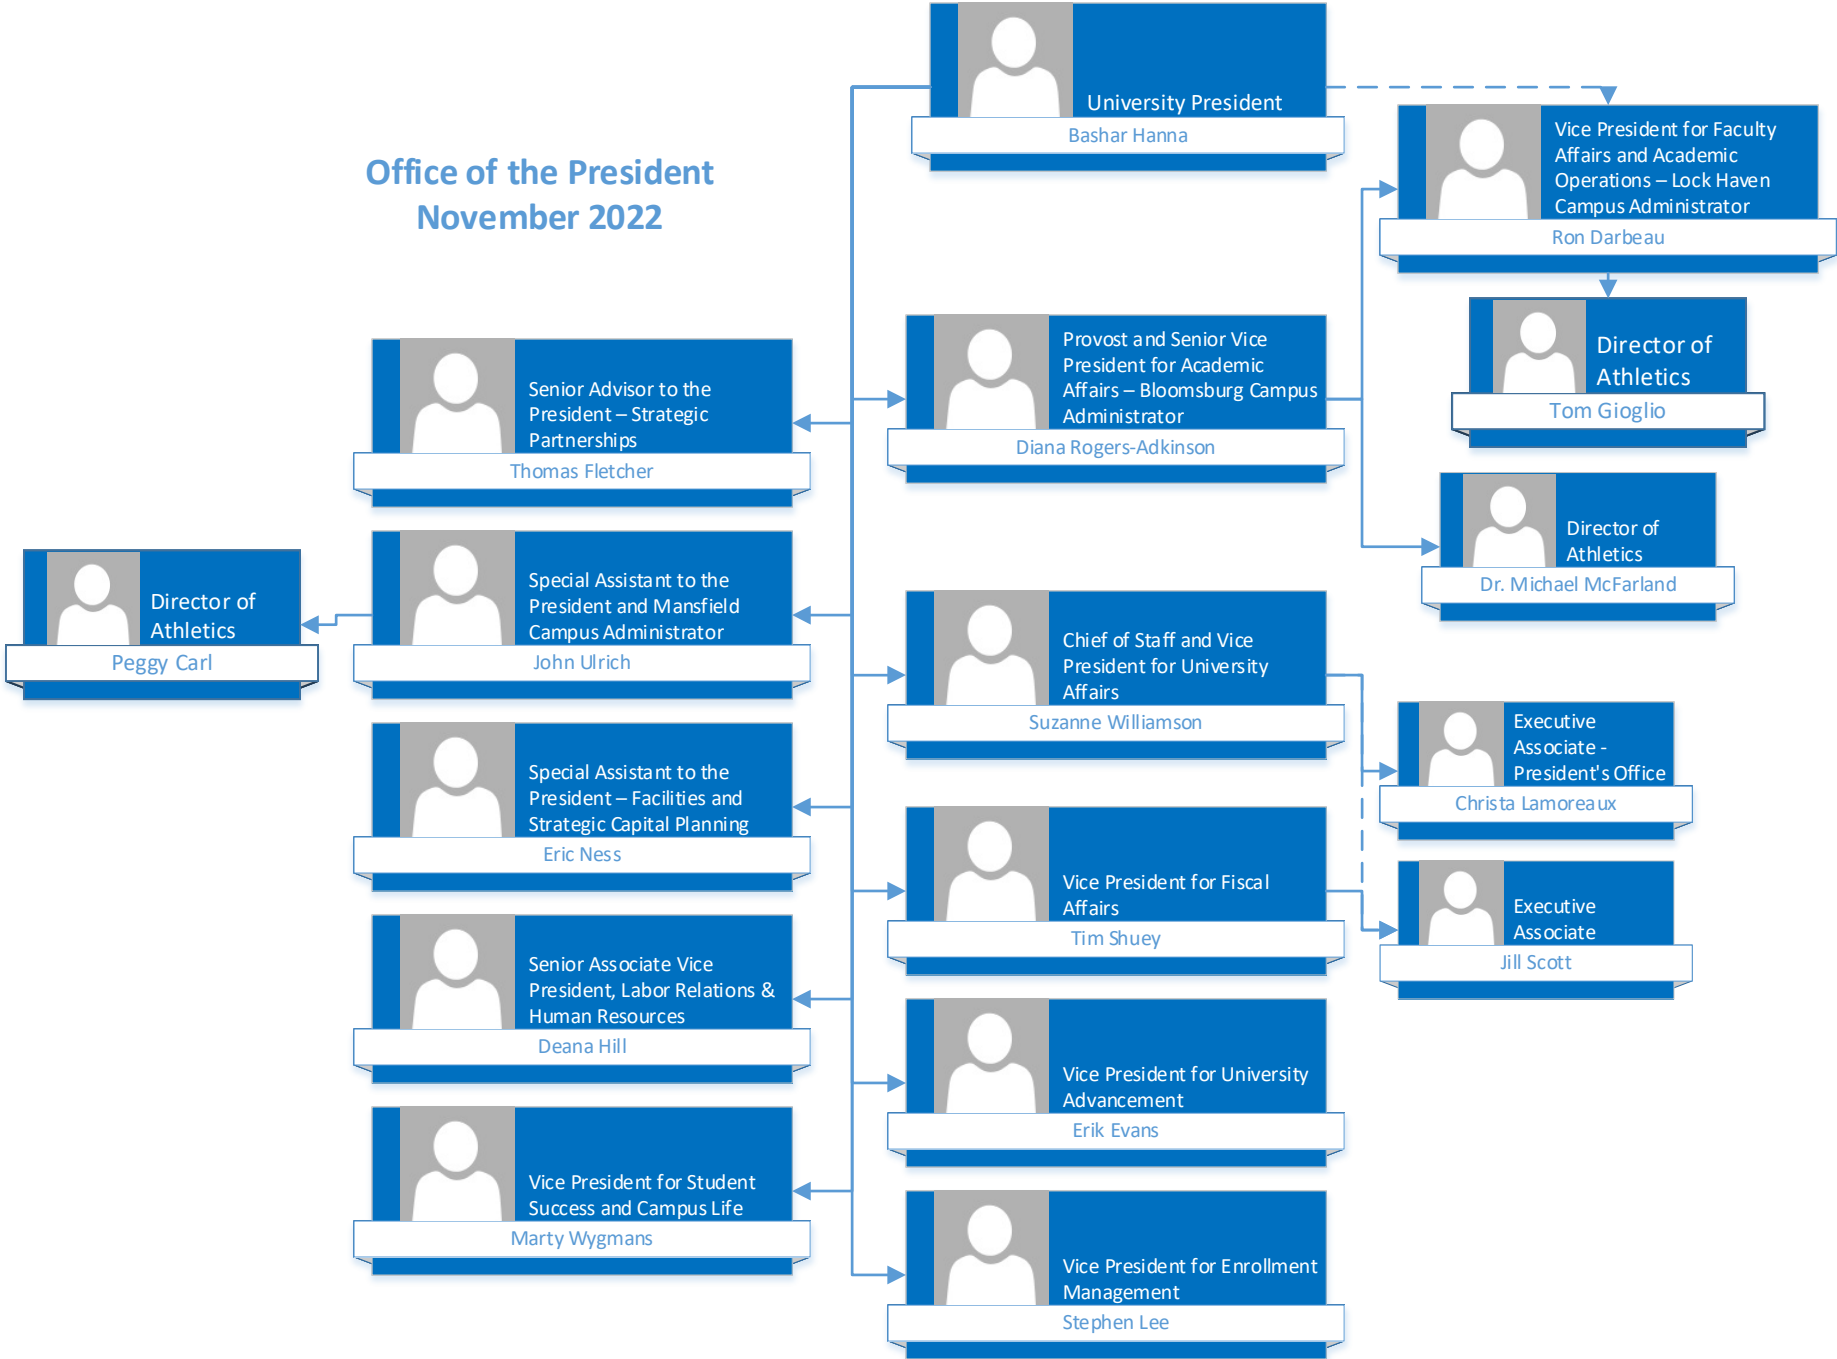 University President
Bashar Hanna
Vice President for Faculty
Affairs and Academic
Operations – Lock Haven
Campus Administrator
Ron Darbeau
Office of the President
November 2022
Director of
Athletics
Tom Gioglio
Provost and Senior Vice
President for Academic
Affairs – Bloomsburg Campus
Administrator
Diana Rogers-Adkinson
Senior Advisor to the
President – Strategic
Partnerships
Thomas Fletcher
Director of
Athletics
Dr. Michael McFarland
Director of
Athletics
Peggy Carl
Special Assistant to the
President and Mansfield
Campus Administrator
John Ulrich
Chief of Staff and Vice
President for University
Affairs
Suzanne Williamson
Executive
Associate -
President's Office
Christa Lamoreaux
Special Assistant to the
President – Facilities and
Strategic Capital Planning
Eric Ness
Vice President for Fiscal
Affairs
Tim Shuey
Executive
Associate
Jill Scott
Senior Associate Vice
President, Labor Relations &
Human Resources
Deana Hill
Vice President for University
Advancement
Erik Evans
Vice President for Student
Success and Campus Life
Marty Wygmans
Vice President for Enrollment
Management
Stephen Lee